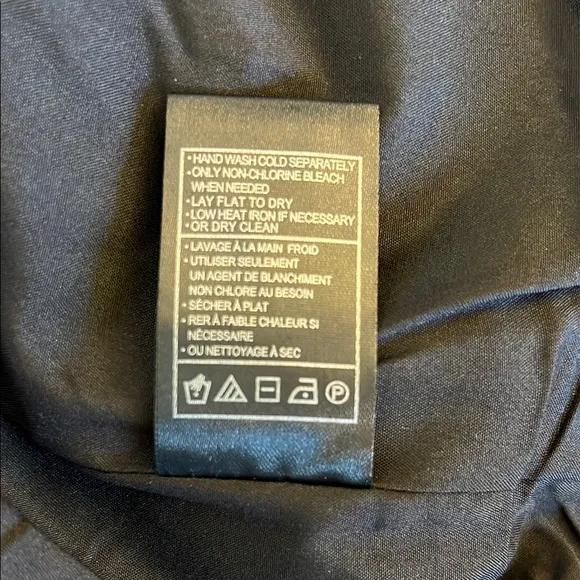 • HAND WASH COLD SEPARATELY
• ONLY NON-CHLORINE BLEACH
WHEN NEEDED
• LAY FLAT TO DRY
• LOW HEAT IRON IF NECESSARY
• OR DRY CLEAN
• LAVAGE À LA MAIN FROID
• UTILISER SEULEMENT
UN AGENT DE BLANCHIMENT
NON CHLORE AU BESOIN
• SÉCHER À PLAT
• RER À FAIBLE CHALEUR SI
NÉCESSAIRE
• OU NETTOYAGE À SEC
P